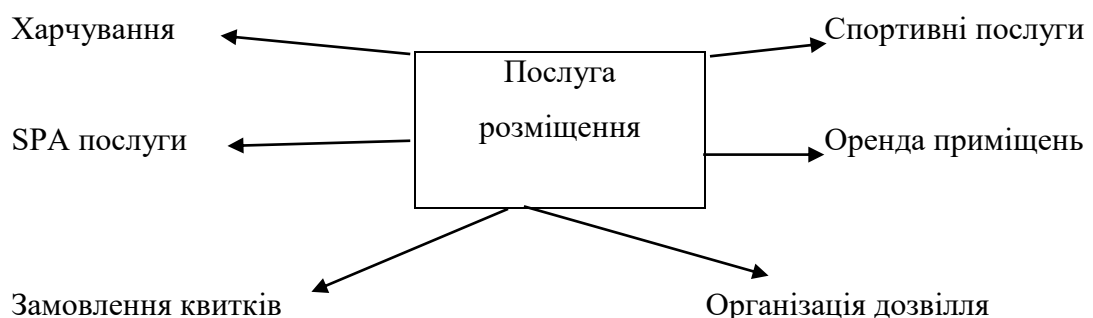 Харчування
Спортивні послуги
Послуга
розміщення
SPA послуги
Оренда приміщень
Замовлення квитків
Організація дозвілля